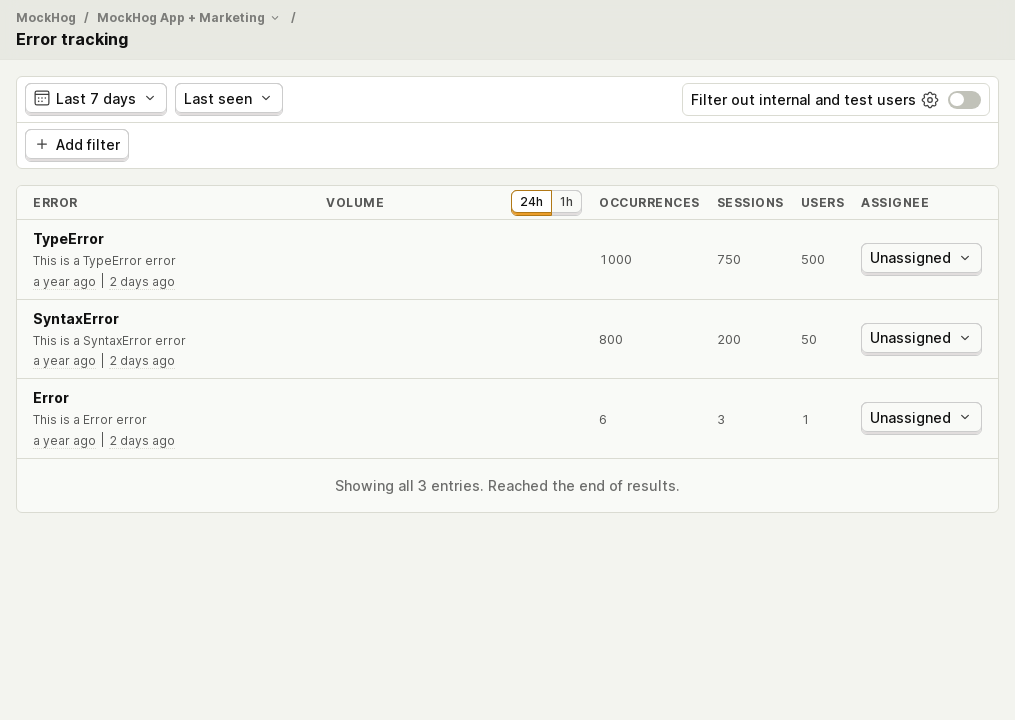 MockHog / MockHog App + Marketing /
Error tracking
Last 7 days Last seen Filter out internal and test users
Add filter
ERROR VOLUME 24h 1h OCCURRENCES SESSIONS USERS ASSIGNEE
TypeError
This is a TypeError error
a year ago | 2 days ago
1000 750 500 Unassigned
SyntaxError
This is a SyntaxError error
a year ago | 2 days ago
800 200 50 Unassigned
Error
This is a Error error
a year ago | 2 days ago
6 3 1 Unassigned
Showing all 3 entries. Reached the end of results.